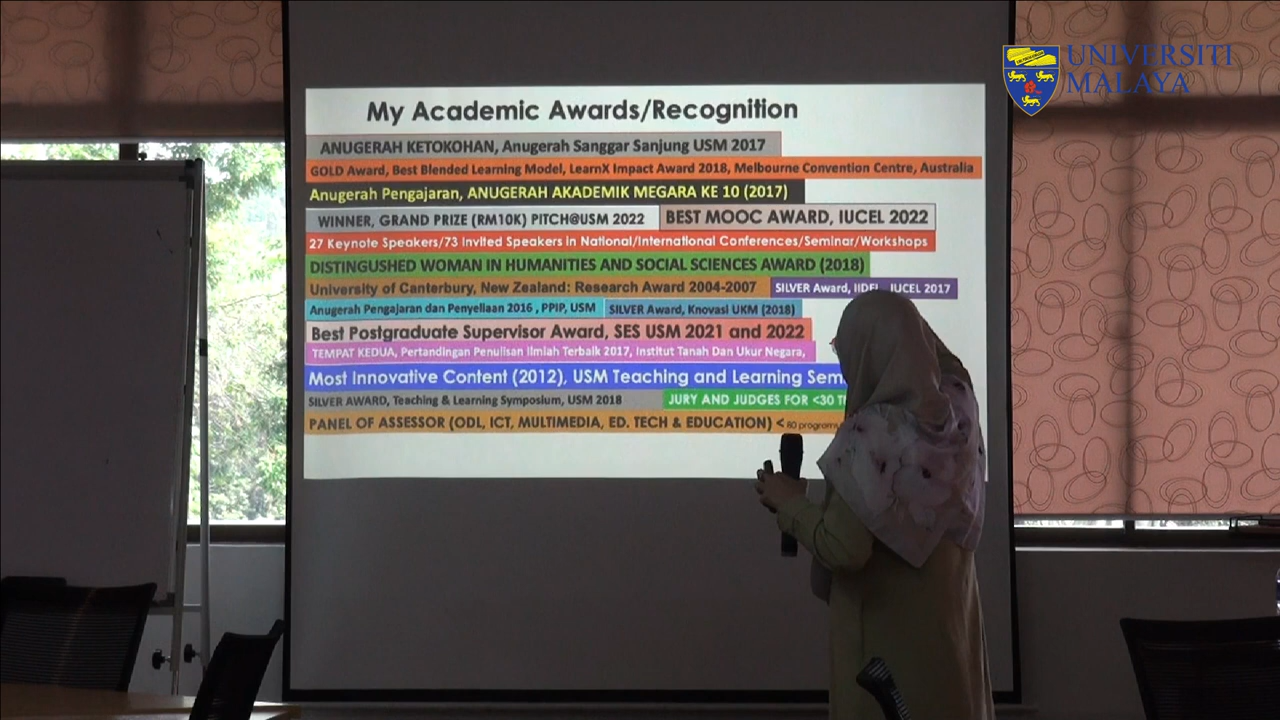 UNIVERSITI
MALAYA
My Academic Awards/Recognition
ANUGERAH KETOKOHAN, Anugerah Sanggar Sanjung USM 2017
GOLD Award, Best Blended Learning Model, LearnX Impact Award 2018, Melbourne Convention Centre, Australia
Anugerah Pengajaran, ANUGERAH AKADEMIK MEGARA KE 10 (2017)
WINNER, GRAND PRIZE (RM10K) PITCH@USM 2022 BEST MOOC AWARD, IUCEL 2022
27 Keynote Speakers/73 Invited Speakers in National/International Conferences/Seminar/Workshops
DISTINGUSHED WOMAN IN HUMANITIES AND SOCIAL SCIENCES AWARD (2018)
University of Canterbury, New Zealand: Research Award 2004-2007 SILVER Award, IUCEL 2017
Anugerah Pengajaran dan Penyeliaan 2016 , PPIP, USM SILVER Award, Knovasi UKM (2018)
Best Postgraduate Supervisor Award, SES USM 2021 and 2022
TEMPAT KEDUA, Pertandingan Penulisan Ilmiah Terbaik 2017, Institut Tanah Dan Ukur Negara,
Most Innovative Content (2012), USM Teaching and Learning Sem
SILVER AWARD, Teaching & Learning Symposium, USM 2018 JURY AND JUDGES FOR <30
PANEL OF ASSESSOR (ODL, ICT, MULTIMEDIA, ED. TECH & EDUCATION) < 60 program